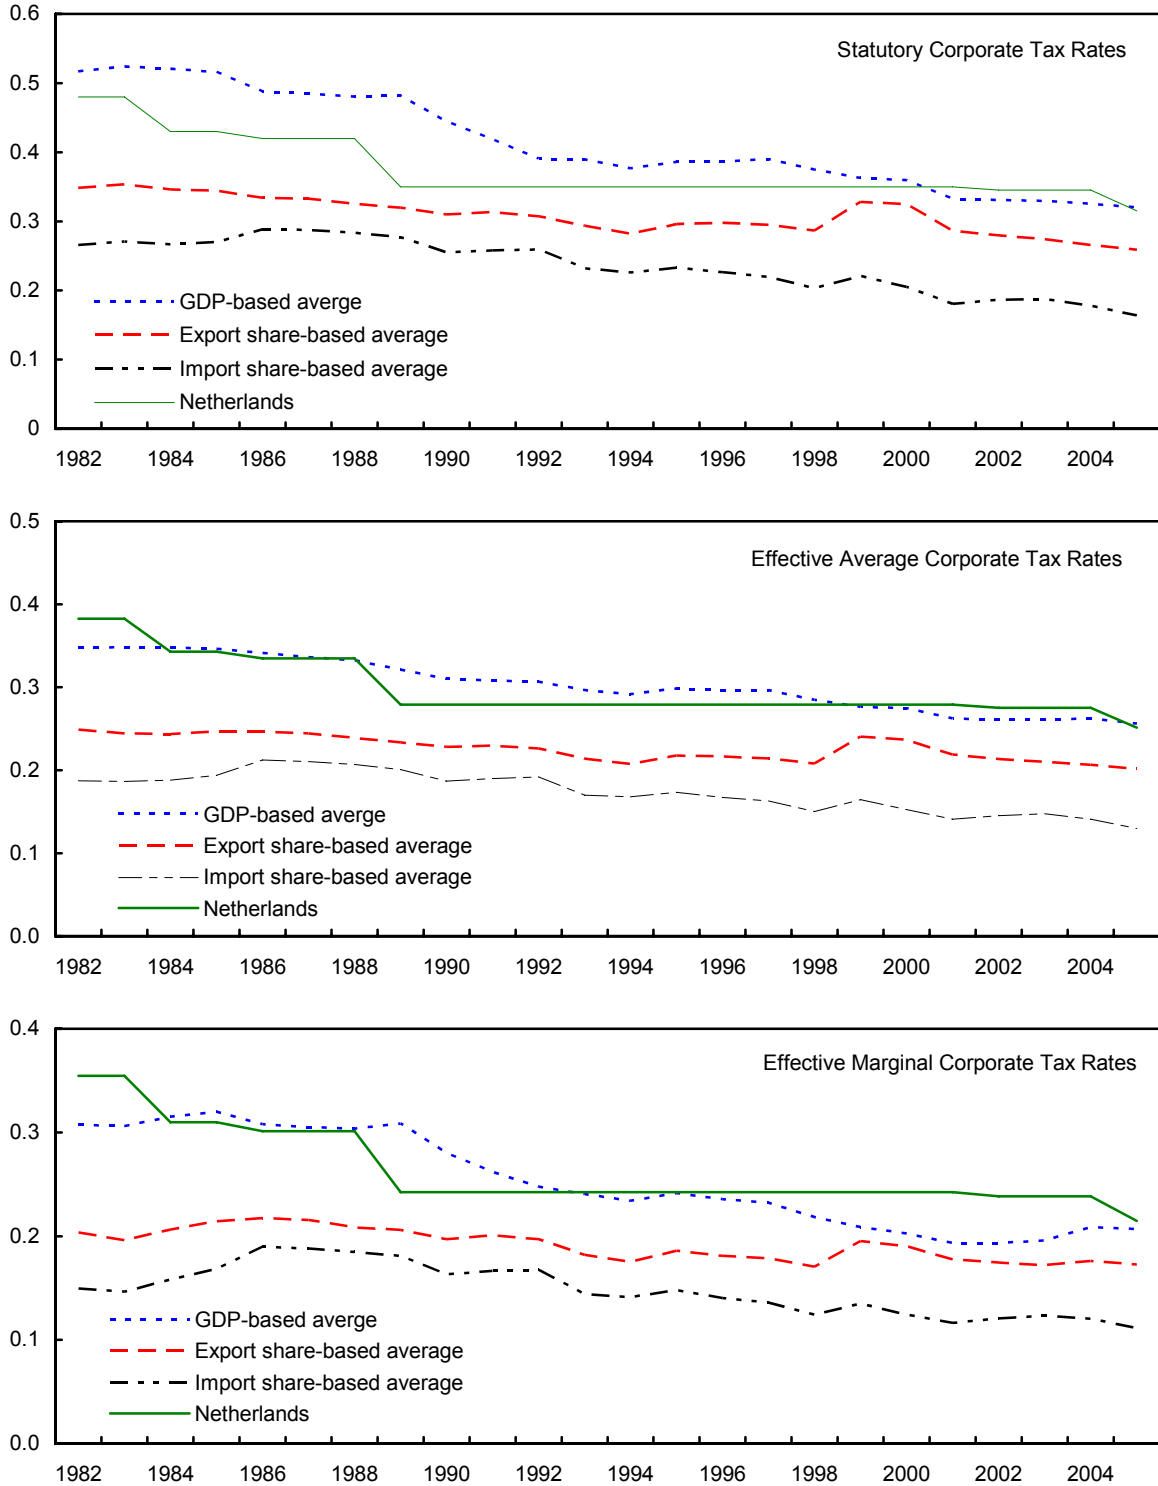 0.6
Statutory Corporate Tax Rates
0.5
0.4
0.3
0.2
GDP-based averge
Export share-based average
0.1
Import share-based average
Netherlands
0
1982 1984 1986 1988 1990 1992 1994 1996 1998 2000 2002 2004
0.5
Effective Average Corporate Tax Rates
0.4
0.3
0.2
GDP-based averge
0.1
Export share-based average
Import share-based average
Netherlands
0.0
1982 1984 1986 1988 1990 1992 1994 1996 1998 2000 2002 2004
0.4
Effective Marginal Corporate Tax Rates
0.3
0.2
GDP-based averge
0.1
Export share-based average
Import share-based average
Netherlands
0.0
1982 1984 1986 1988 1990 1992 1994 1996 1998 2000 2002 2004